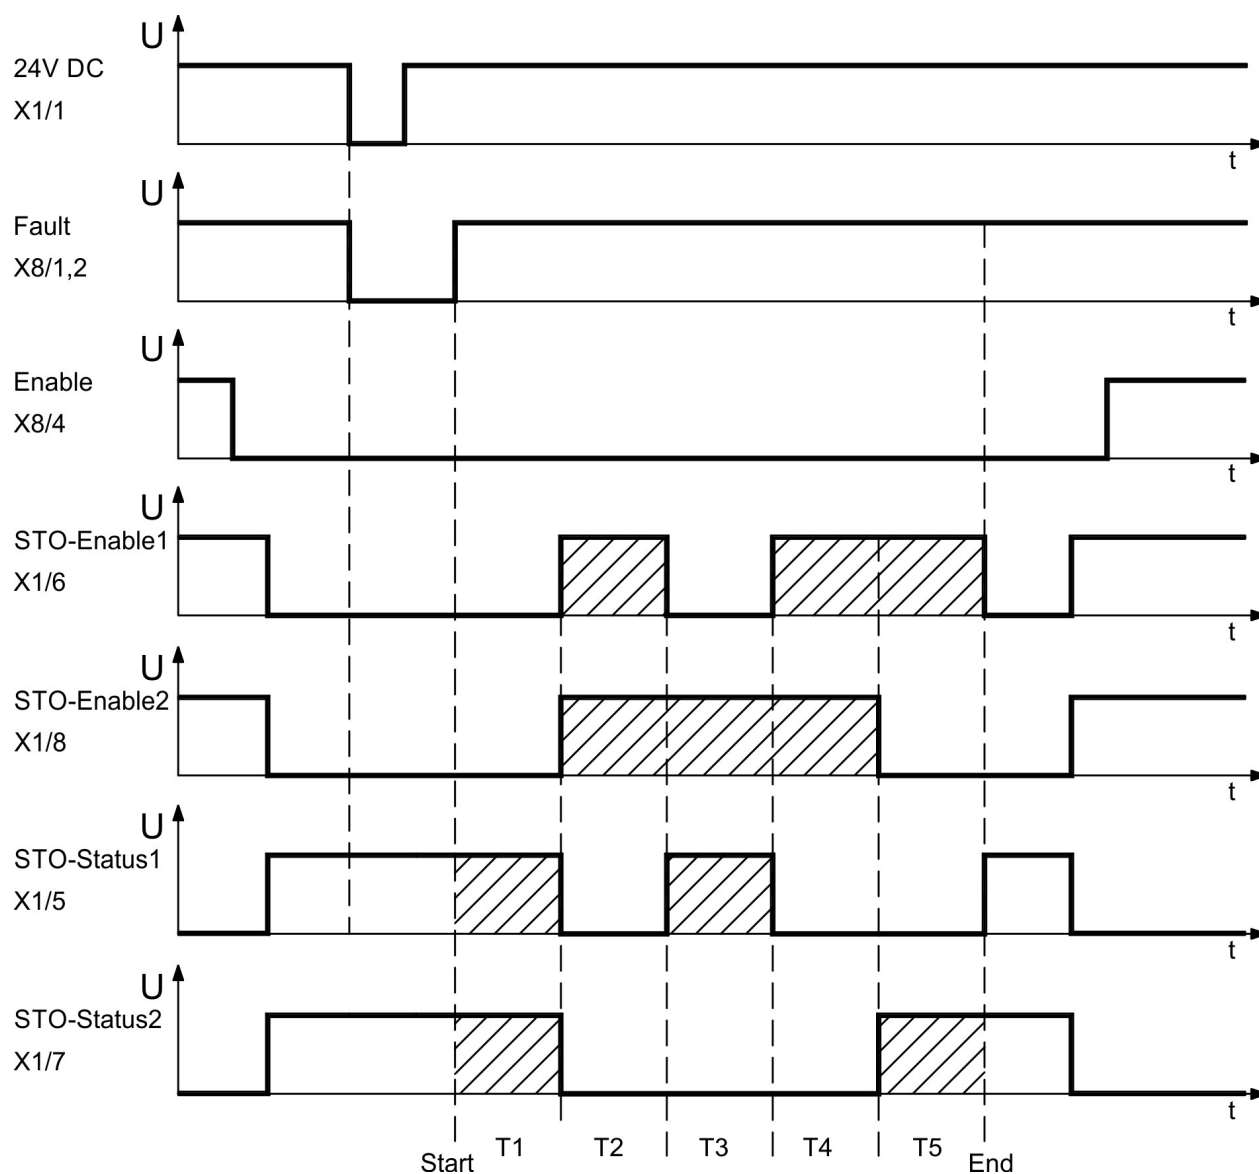 U
24V DC
X1/1
t
U
Fault
X8/1,2
t
U
Enable
X8/4
t
U
STO-Enable1
X1/6
t
U
STO-Enable2
X1/8
t
U
STO-Status1
X1/5
t
U
STO-Status2
X1/7
t
Start T1 T2 T3 T4 T5 End